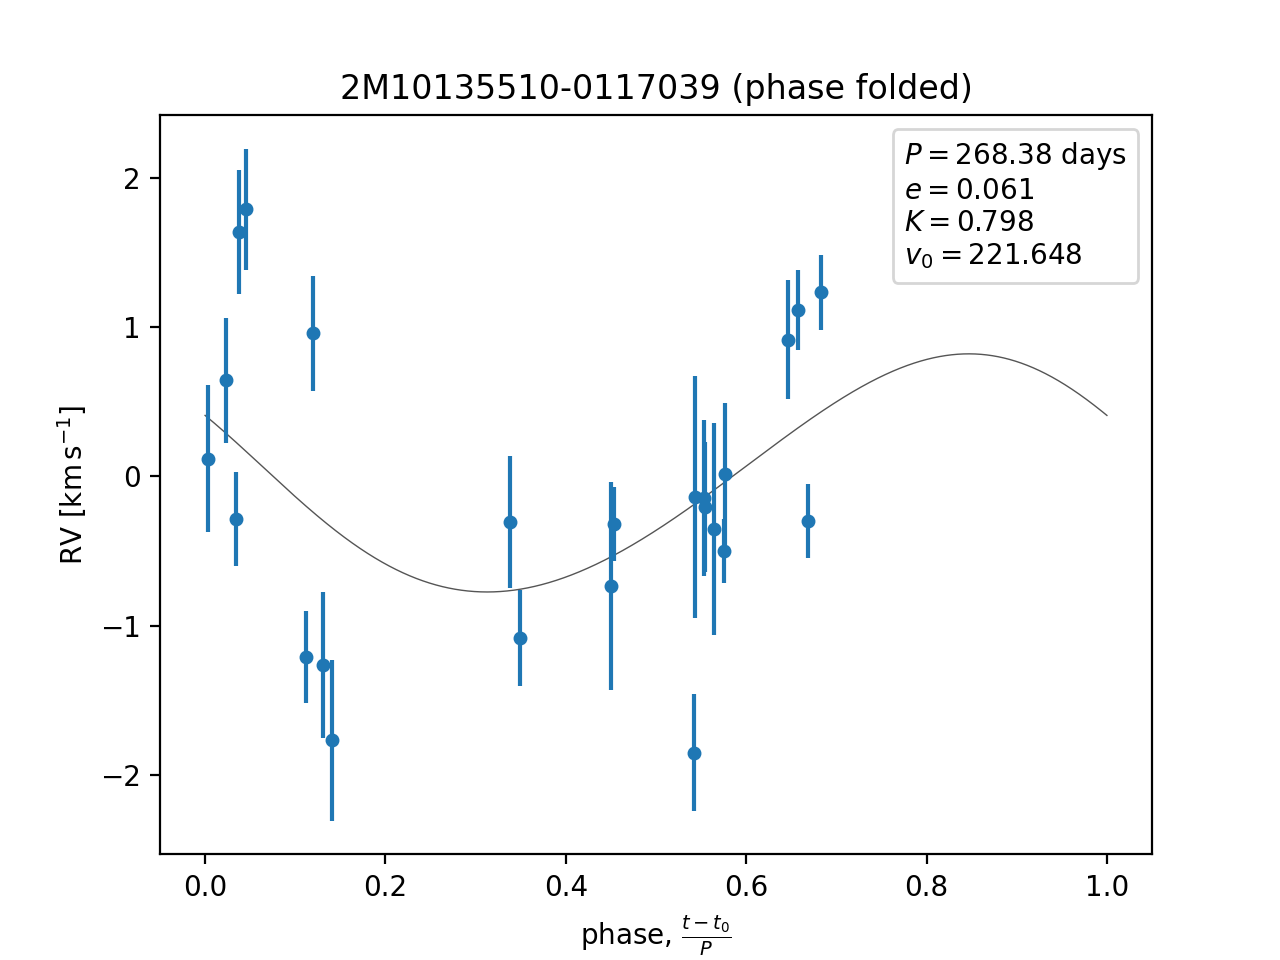 2M10135510-0117039 (phase folded)
P = 268.38 days
e = 0.061
K = 0.798
v₀ = 221.648
RV [km s⁻¹]
2
1
0
−1
−2
0.0 0.2 0.4 0.6 0.8 1.0
phase, (t − t₀)/P